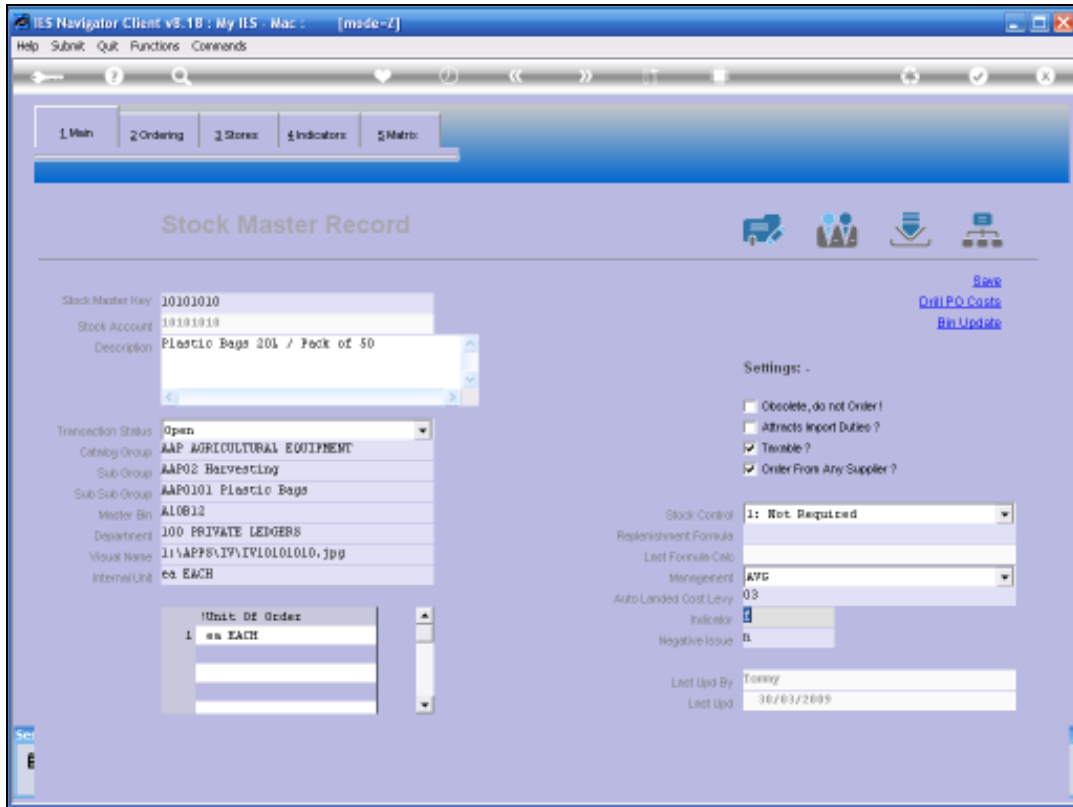 IES Navigator Client v8.1B : My IES - Mac : [mode=Z]
Help Submit Quit Functions Commands
1 Main 2 Ordering 3 Stores 4 Indicators 5 Matrix
Stock Master Record
Save
Drill PO Costs
Bin Update
Stock Master Key 10101010
Stock Account 10101010
Description Plastic Bags 20L / Pack of 50
Settings: -
Obsolete, do not Order!
Attracts Import Duties ?
Taxable ?
Order From Any Supplier ?
Transaction Status Open
Catalog Group AAP AGRICULTURAL EQUIPMENT
Sub Group AAP02 Harvesting
Sub Sub Group AAP0101 Plastic Bags
Master Bin A10B12
Department 100 PRIVATE LEDGERS
Visual Name l:\APPS\IV\IV10101010.jpg
Internal Unit ea EACH
Stock Control 1: Not Required
Replenishment Formula
Last Formula Calc
Management AVG
Auto Landed Cost Levy 03
Indicator
Negative Issue n
!Unit Of Order
1 ea EACH
Last Upd By Tommy
Last Upd 30/03/2009